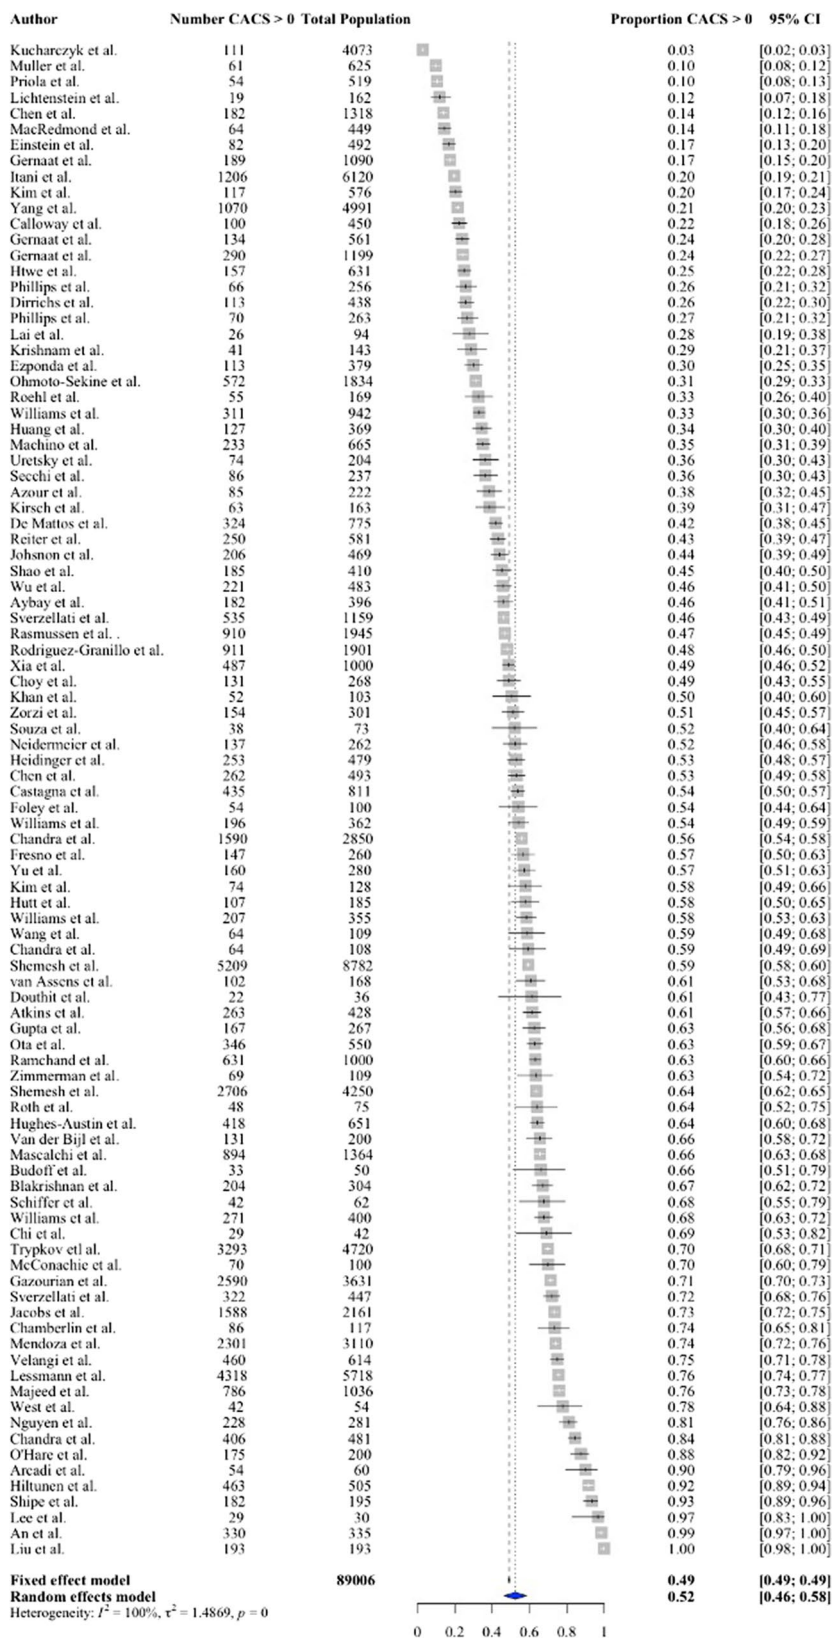 Author Number CACS > 0 Total Population Proportion CACS > 0 95% CI
Kucharczyk et al. 111 4073 0.03 [0.02; 0.03]
Muller et al. 61 625 0.10 [0.08; 0.12]
Priola et al. 54 519 0.10 [0.08; 0.13]
Lichtenstein et al. 19 162 0.12 [0.07; 0.18]
Chen et al. 182 1318 0.14 [0.12; 0.16]
MacRedmond et al. 64 449 0.14 [0.11; 0.18]
Einstein et al. 82 492 0.17 [0.13; 0.20]
Gernaat et al. 189 1090 0.17 [0.15; 0.20]
Itani et al. 1206 6120 0.20 [0.19; 0.21]
Kim et al. 117 576 0.20 [0.17; 0.24]
Yang et al. 1070 4991 0.21 [0.20; 0.23]
Calloway et al. 100 450 0.22 [0.18; 0.26]
Gernaat et al. 134 561 0.24 [0.20; 0.28]
Gernaat et al. 290 1199 0.24 [0.22; 0.27]
Htwe et al. 157 631 0.25 [0.22; 0.28]
Phillips et al. 66 256 0.26 [0.21; 0.32]
Dirrichs et al. 113 438 0.26 [0.22; 0.30]
Phillips et al. 70 263 0.27 [0.21; 0.32]
Lai et al. 26 94 0.28 [0.19; 0.38]
Krishnam et al. 41 143 0.29 [0.21; 0.37]
Ezponda et al. 113 379 0.30 [0.25; 0.35]
Ohmoto-Sekine et al. 572 1834 0.31 [0.29; 0.33]
Roehl et al. 55 169 0.33 [0.26; 0.40]
Williams et al. 311 942 0.33 [0.30; 0.36]
Huang et al. 127 369 0.34 [0.30; 0.40]
Machino et al. 233 665 0.35 [0.31; 0.39]
Uretsky et al. 74 204 0.36 [0.30; 0.43]
Secchi et al. 86 237 0.36 [0.30; 0.43]
Azour et al. 85 222 0.38 [0.32; 0.45]
Kirsch et al. 63 163 0.39 [0.31; 0.47]
De Mattos et al. 324 775 0.42 [0.38; 0.45]
Reiter et al. 250 581 0.43 [0.39; 0.47]
Johsnon et al. 206 469 0.44 [0.39; 0.49]
Shao et al. 185 410 0.45 [0.40; 0.50]
Wu et al. 221 483 0.46 [0.41; 0.50]
Aybay et al. 182 396 0.46 [0.41; 0.51]
Sverzellati et al. 535 1159 0.46 [0.43; 0.49]
Rasmussen et al. . 910 1945 0.47 [0.45; 0.49]
Rodriguez-Granillo et al. 911 1901 0.48 [0.46; 0.50]
Xia et al. 487 1000 0.49 [0.46; 0.52]
Choy et al. 131 268 0.49 [0.43; 0.55]
Khan et al. 52 103 0.50 [0.40; 0.60]
Zorzi et al. 154 301 0.51 [0.45; 0.57]
Souza et al. 38 73 0.52 [0.40; 0.64]
Neidermeier et al. 137 262 0.52 [0.46; 0.58]
Heidinger et al. 253 479 0.53 [0.48; 0.57]
Chen et al. 262 493 0.53 [0.49; 0.58]
Castagna et al. 435 811 0.54 [0.50; 0.57]
Foley et al. 54 100 0.54 [0.44; 0.64]
Williams et al. 196 362 0.54 [0.49; 0.59]
Chandra et al. 1590 2850 0.56 [0.54; 0.58]
Fresno et al. 147 260 0.57 [0.50; 0.63]
Yu et al. 160 280 0.57 [0.51; 0.63]
Kim et al. 74 128 0.58 [0.49; 0.66]
Hutt et al. 107 185 0.58 [0.50; 0.65]
Williams et al. 207 355 0.58 [0.53; 0.63]
Wang et al. 64 109 0.59 [0.49; 0.68]
Chandra et al. 64 108 0.59 [0.49; 0.69]
Shemesh et al. 5209 8782 0.59 [0.58; 0.60]
van Assens et al. 102 168 0.61 [0.53; 0.68]
Douthit et al. 22 36 0.61 [0.43; 0.77]
Atkins et al. 263 428 0.61 [0.57; 0.66]
Gupta et al. 167 267 0.63 [0.56; 0.68]
Ota et al. 346 550 0.63 [0.59; 0.67]
Ramchand et al. 631 1000 0.63 [0.60; 0.66]
Zimmerman et al. 69 109 0.63 [0.54; 0.72]
Shemesh et al. 2706 4250 0.64 [0.62; 0.65]
Roth et al. 48 75 0.64 [0.52; 0.75]
Hughes-Austin et al. 418 651 0.64 [0.60; 0.68]
Van der Bijl et al. 131 200 0.66 [0.58; 0.72]
Mascalchi et al. 894 1364 0.66 [0.63; 0.68]
Budoff et al. 33 50 0.66 [0.51; 0.79]
Blakrishnan et al. 204 304 0.67 [0.62; 0.72]
Schiffer et al. 42 62 0.68 [0.55; 0.79]
Williams et al. 271 400 0.68 [0.63; 0.72]
Chi et al. 29 42 0.69 [0.53; 0.82]
Trypkov etl al. 3293 4720 0.70 [0.68; 0.71]
McConachie et al. 70 100 0.70 [0.60; 0.79]
Gazourian et al. 2590 3631 0.71 [0.70; 0.73]
Sverzellati et al. 322 447 0.72 [0.68; 0.76]
Jacobs et al. 1588 2161 0.73 [0.72; 0.75]
Chamberlin et al. 86 117 0.74 [0.65; 0.81]
Mendoza et al. 2301 3110 0.74 [0.72; 0.76]
Velangi et al. 460 614 0.75 [0.71; 0.78]
Lessmann et al. 4318 5718 0.76 [0.74; 0.77]
Majeed et al. 786 1036 0.76 [0.73; 0.78]
West et al. 42 54 0.78 [0.64; 0.88]
Nguyen et al. 228 281 0.81 [0.76; 0.86]
Chandra et al. 406 481 0.84 [0.81; 0.88]
O'Hare et al. 175 200 0.88 [0.82; 0.92]
Arcadi et al. 54 60 0.90 [0.79; 0.96]
Hiltunen et al. 463 505 0.92 [0.89; 0.94]
Shipe et al. 182 195 0.93 [0.89; 0.96]
Lee et al. 29 30 0.97 [0.83; 1.00]
An et al. 330 335 0.99 [0.97; 1.00]
Liu et al. 193 193 1.00 [0.98; 1.00]
Fixed effect model 89006 0.49 [0.49; 0.49]
Random effects model 0.52 [0.46; 0.58]
Heterogeneity: I² = 100%, τ² = 1.4869, p = 0
0 0.2 0.4 0.6 0.8 1